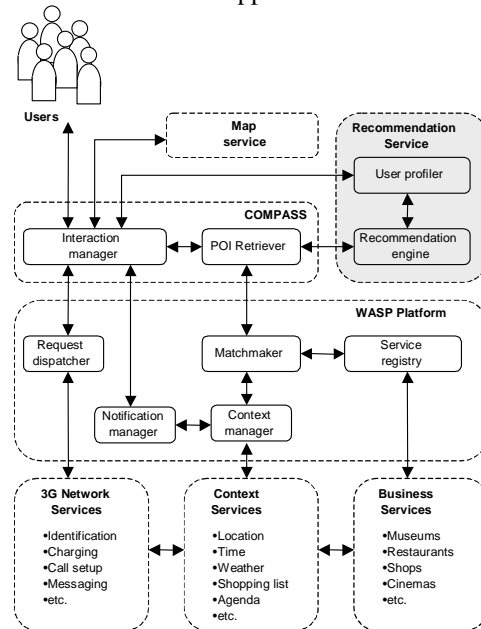 app
Users
Map
service
Recommendation
Service
User profiler
COMPASS
Interaction
manager
POI Retriever
Recommendation
engine
WASP Platform
Request
dispatcher
Matchmaker
Service
registry
Notification
manager
Context
manager
3G Network
Services
•Identification
•Charging
•Call setup
•Messaging
•etc.
Context
Services
•Location
•Time
•Weather
•Shopping list
•Agenda
•etc.
Business
Services
•Museums
•Restaurants
•Shops
•Cinemas
•etc.